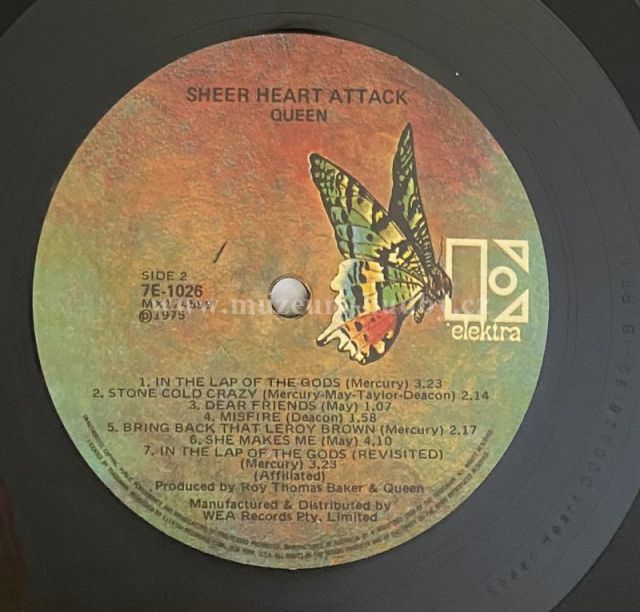 SHEER HEART ATTACK
QUEEN
elektra
SIDE 2
7E-1026
℗1975
1. IN THE LAP OF THE GODS (Mercury) 3.23
2. STONE COLD CRAZY (Mercury-May-Taylor-Deacon) 2.14
3. DEAR FRIENDS (May) 1.07
4. MISFIRE (Deacon) 1.58
5. BRING BACK THAT LEROY BROWN (Mercury) 2.17
6. SHE MAKES ME (May) 4.10
7. IN THE LAP OF THE GODS (REVISITED)
(Mercury) 3.23
(Affiliated)
Produced by Roy Thomas Baker & Queen
Manufactured & Distributed by
WEA Records Pty. Limited
Sheer Heart